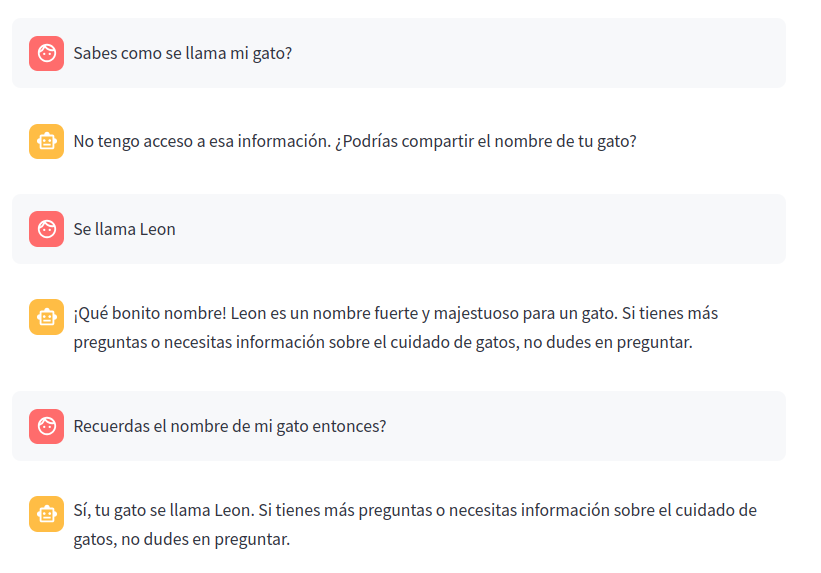 Sabes como se llama mi gato?
No tengo acceso a esa información. ¿Podrías compartir el nombre de tu gato?
Se llama Leon
¡Qué bonito nombre! Leon es un nombre fuerte y majestuoso para un gato. Si tienes más
preguntas o necesitas información sobre el cuidado de gatos, no dudes en preguntar.
Recuerdas el nombre de mi gato entonces?
Sí, tu gato se llama Leon. Si tienes más preguntas o necesitas información sobre el cuidado de
gatos, no dudes en preguntar.